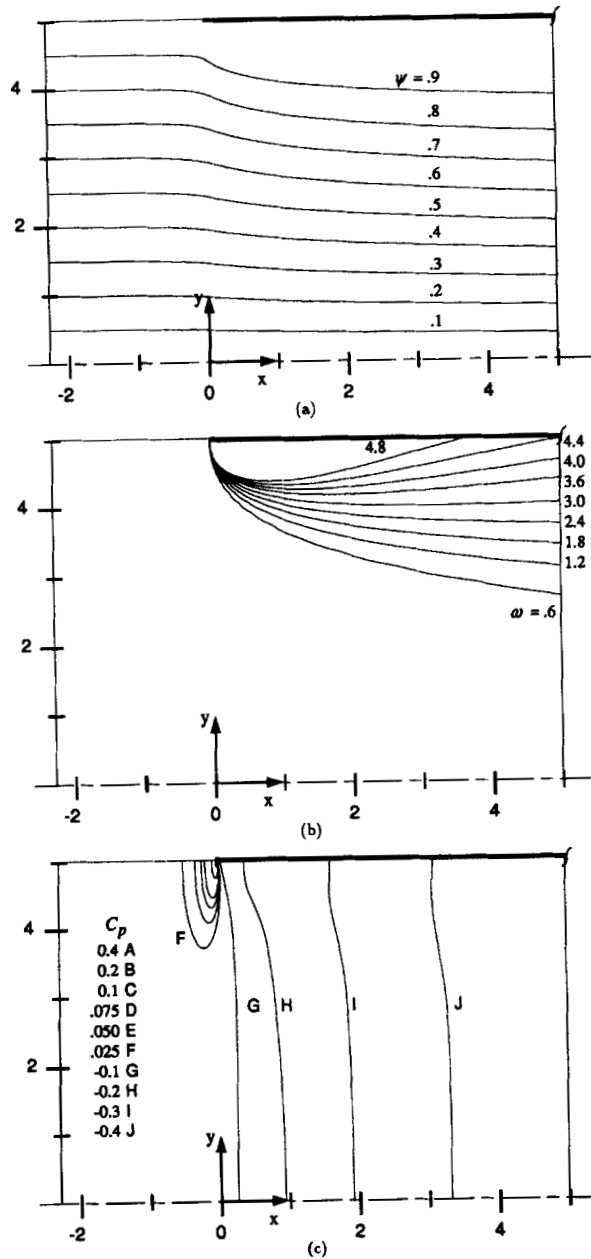 ψ = .9
4
.8
.7
.6
.5
2
.4
.3
.2
y
.1
-2
0
x
2
4
(a)
4.8
4.4
4.0
3.6
4
3.0
2.4
1.8
1.2
ω = .6
2
y
-2
0
x
2
4
(b)
C_p
4
F
0.4 A
0.2 B
0.1 C
.075 D
G
H
I
J
.050 E
.025 F
2
-0.1 G
-0.2 H
-0.3 I
-0.4 J
y
-2
0
x
2
4
(c)